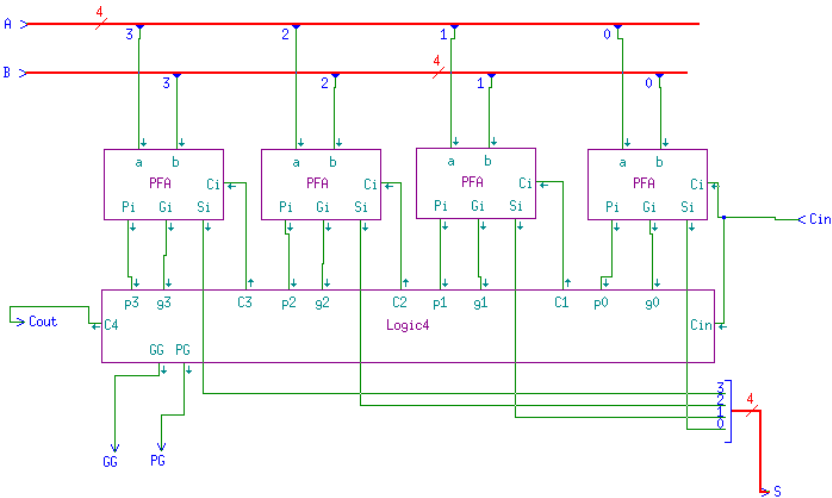 4
A 3 2 1 0
4
B 3 2 1 0
a b a b a b a b
PFA Ci PFA Ci PFA Ci PFA Ci
Pi Gi Si Pi Gi Si Pi Gi Si Pi Gi Si
Cin
p3 g3 C3 p2 g2 C2 p1 g1 C1 p0 g0
Cout C4 Logic4 Cin
GG PG
3
2
1
0
4
GG PG
S